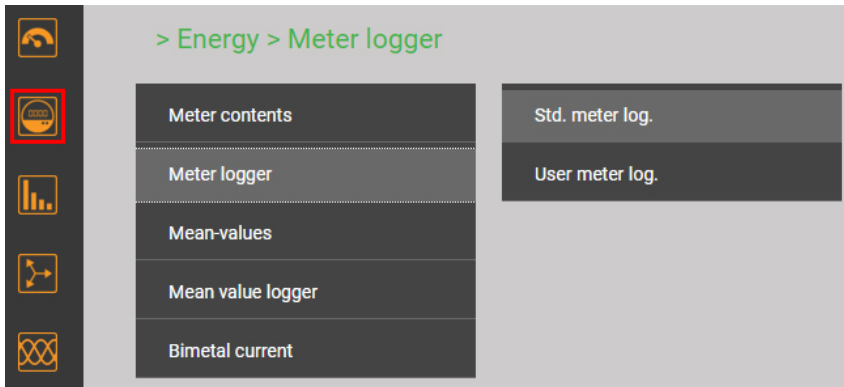 > Energy > Meter logger
Meter contents
Meter logger
Mean-values
Mean value logger
Bimetal current
Std. meter log.
User meter log.